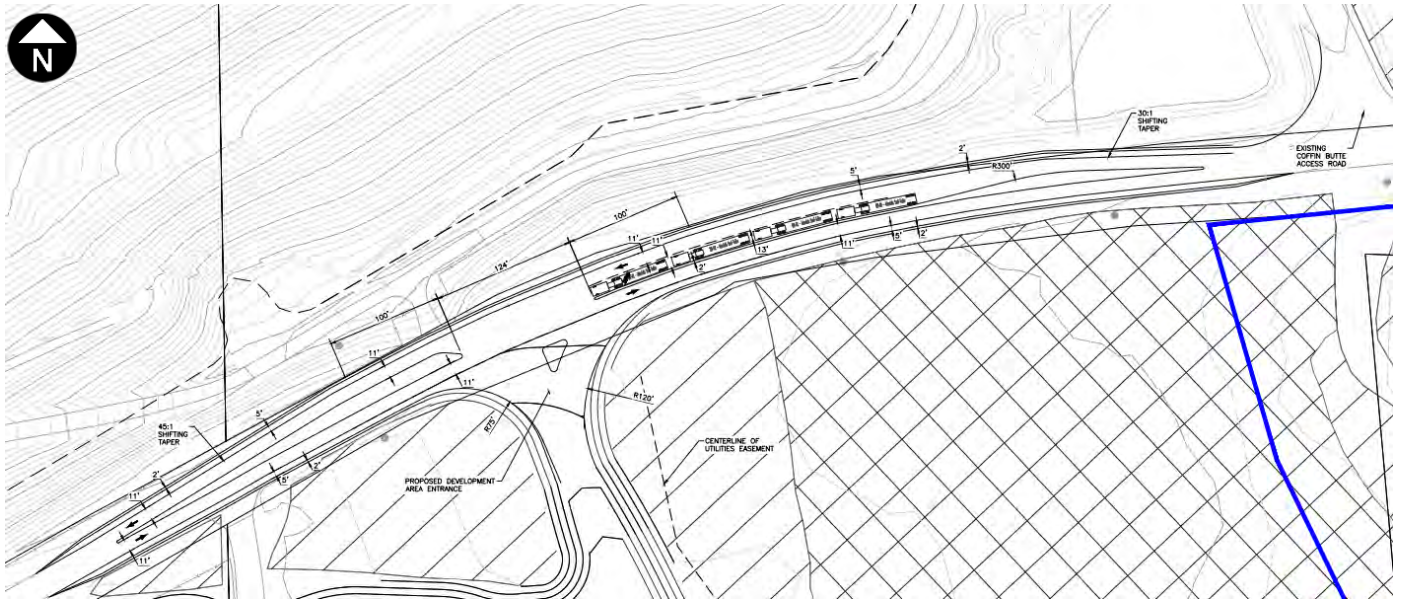 N
30:1
SHIFTING
TAPER
EXISTING
COFFIN BUTTE
ACCESS ROAD
2'
R300'
5'
100'
11'
11'
124'
2'
13'
11'
5'
2'
100'
11'
11'
5'
R75'
R120'
45:1
SHIFTING
TAPER
CENTERLINE OF
UTILITIES EASEMENT
2'
2'
5'
PROPOSED DEVELOPMENT
AREA ENTRANCE
11'
11'